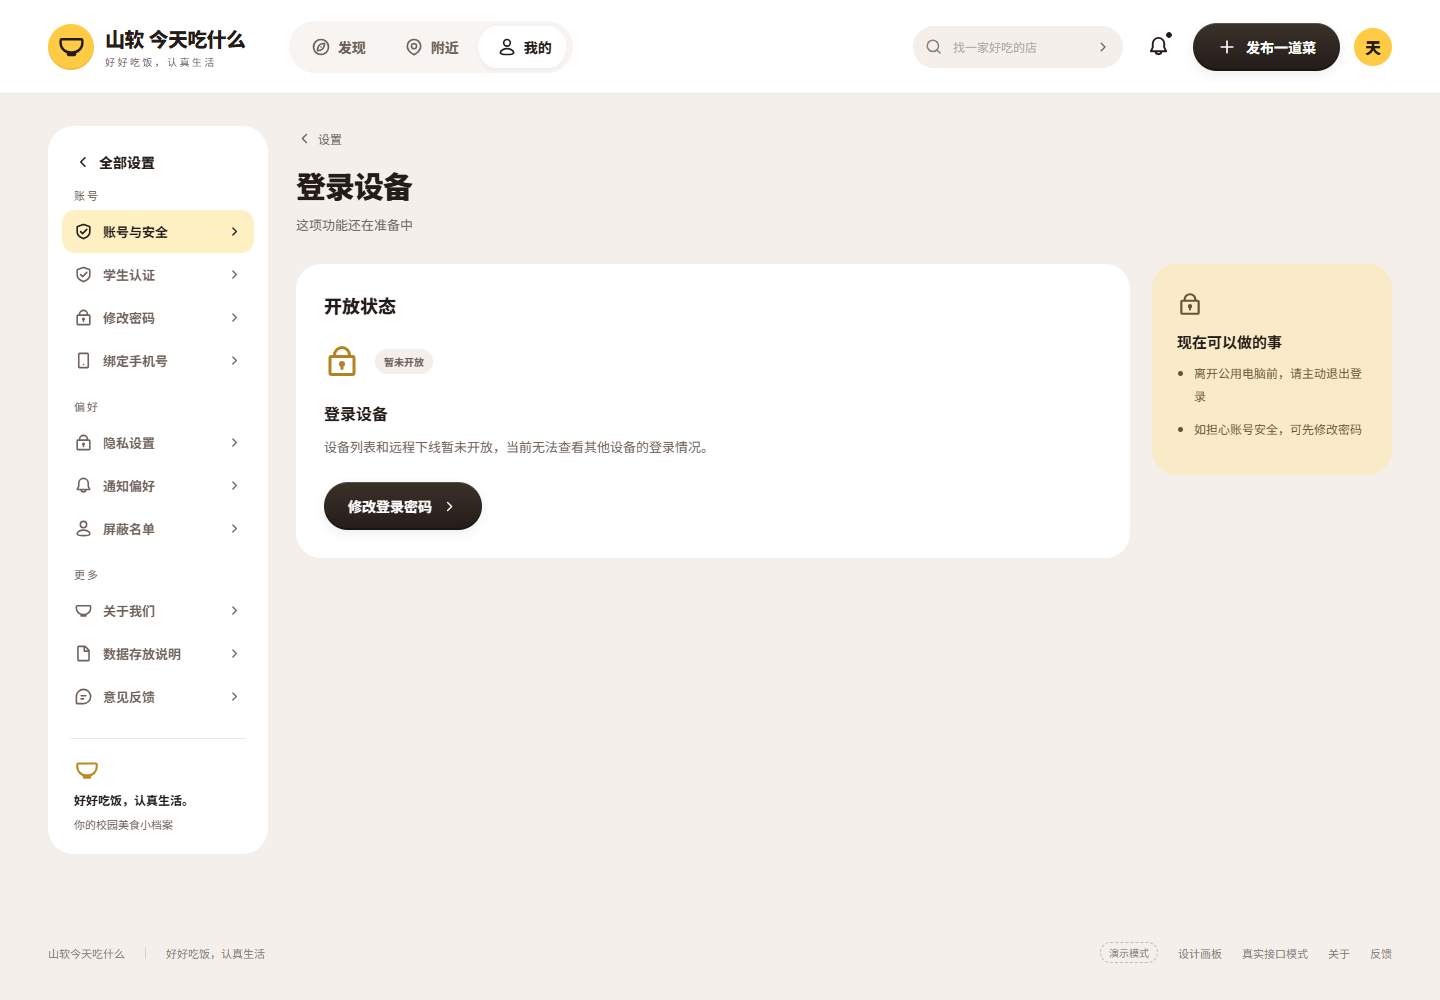 山软 今天吃什么
好好吃饭，认真生活
发现
附近
我的
找一家好吃的店
发布一道菜
天
全部设置
账号
账号与安全
学生认证
修改密码
绑定手机号
偏好
隐私设置
通知偏好
屏蔽名单
更多
关于我们
数据存放说明
意见反馈
好好吃饭，认真生活。
你的校园美食小档案
设置
登录设备
这项功能还在准备中
开放状态
暂未开放
登录设备
设备列表和远程下线暂未开放，当前无法查看其他设备的登录情况。
修改登录密码
现在可以做的事
离开公用电脑前，请主动退出登
录
如担心账号安全，可先修改密码
山软今天吃什么
好好吃饭，认真生活
演示模式
设计画板
真实接口模式
关于
反馈